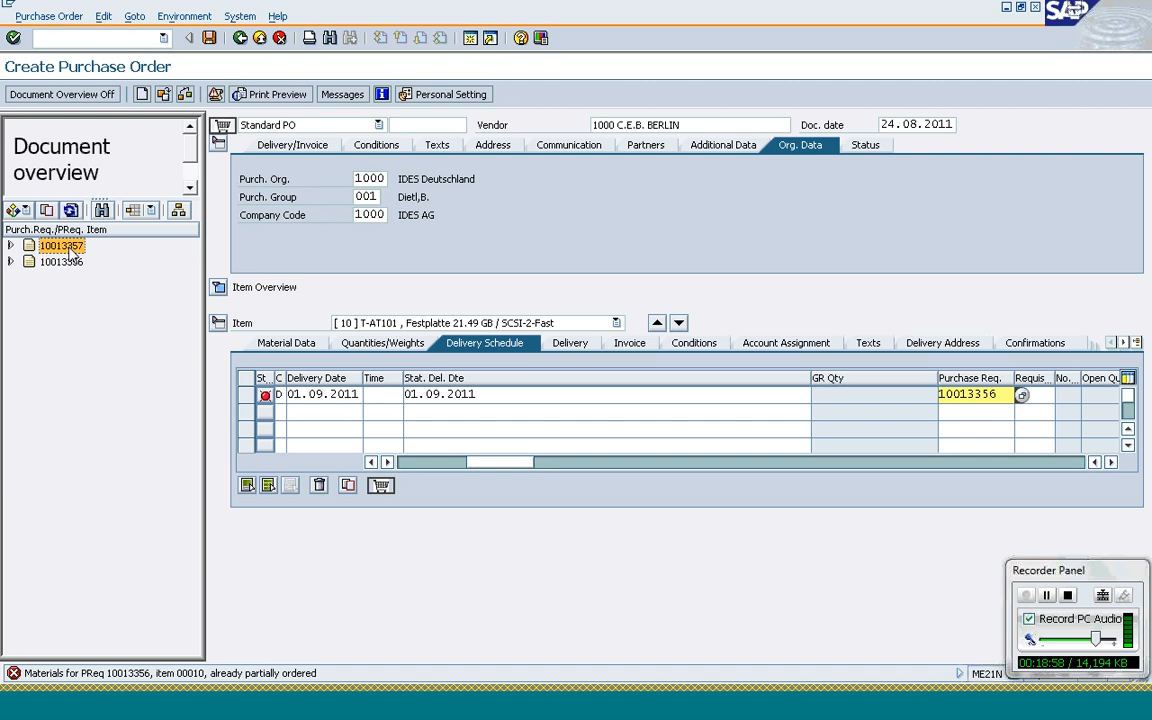 Purchase Order Edit Goto Environment System Help
SAP
Create Purchase Order
Document Overview Off Print Preview Messages Personal Setting
Document overview
Purch.Req./PReq. Item
10013357
10013356
Standard PO Vendor 1000 C.E.B. BERLIN Doc. date 24.08.2011
Delivery/Invoice Conditions Texts Address Communication Partners Additional Data Org. Data Status
Purch. Org. 1000 IDES Deutschland
Purch. Group 001 Dietl,B.
Company Code 1000 IDES AG
Item Overview
Item [ 10 ] T-AT101 , Festplatte 21.49 GB / SCSI-2-Fast
Material Data Quantities/Weights Delivery Schedule Delivery Invoice Conditions Account Assignment Texts Delivery Address Confirmations
St... C Delivery Date Time Stat. Del. Dte GR Qty Purchase Req. Requis... No... Open Qu
D 01.09.2011 01.09.2011 10013356
Recorder Panel
Record PC Audio
00:18:58 / 14,194 KB
Materials for PReq 10013356, item 00010, already partially ordered ME21N